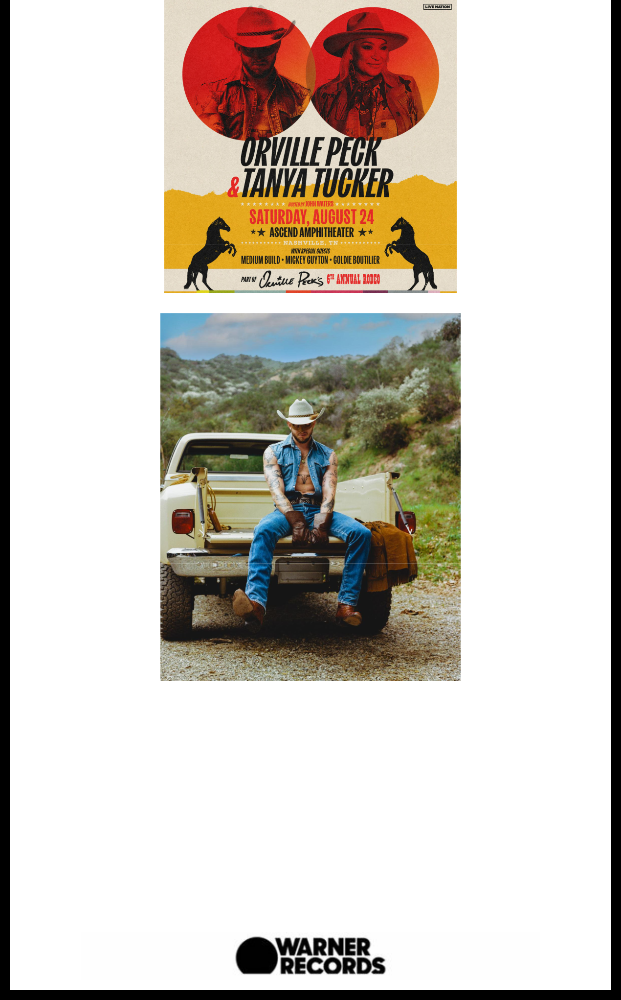 LIVE NATION
ORVILLE PECK
& TANYA TUCKER
HOSTED BY JOHN WATERS
SATURDAY, AUGUST 24
ASCEND AMPHITHEATER
NASHVILLE, TN
WITH SPECIAL GUESTS
MEDIUM BUILD • MICKEY GUYTON • GOLDIE BOUTILIER
PART OF Orville Peck's 6TH ANNUAL RODEO
WARNER
RECORDS